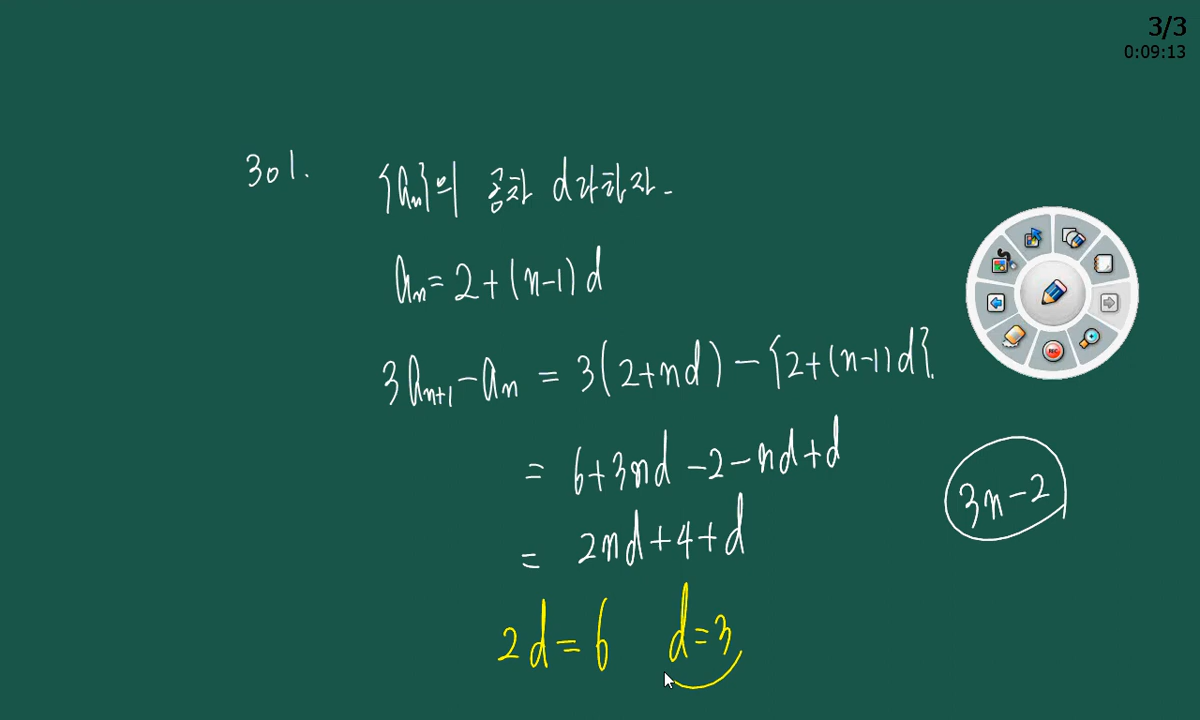 3/3
0:09:13
301. {aₙ}의 공차 d라 하자.
aₙ = 2+(n-1)d
3aₙ₊₁-aₙ = 3(2+nd)-{2+(n-1)d}.
= 6+3nd-2-nd+d
3n-2
= 2nd+4+d
2d=6 d=3